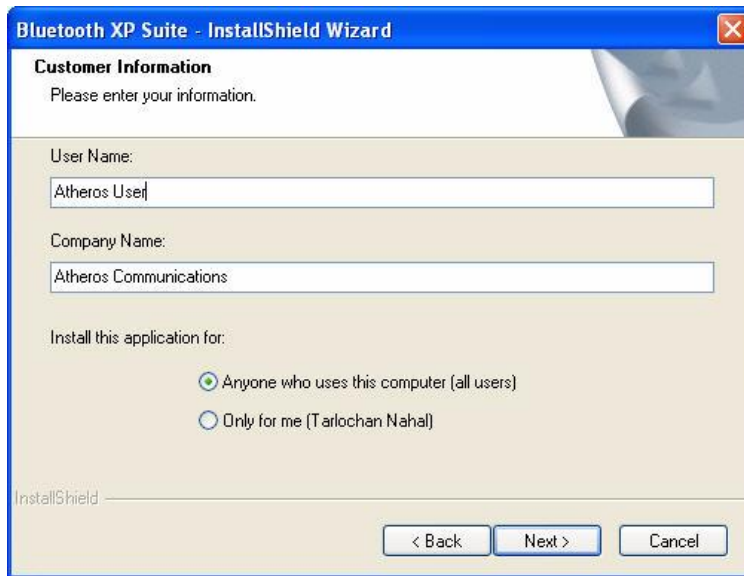 Bluetooth XP Suite - InstallShield Wizard
Customer Information
Please enter your information.
User Name:
Atheros User
Company Name:
Atheros Communications
Install this application for:
Anyone who uses this computer (all users)
Only for me (Tarlochan Nahal)
InstallShield
< Back Next > Cancel